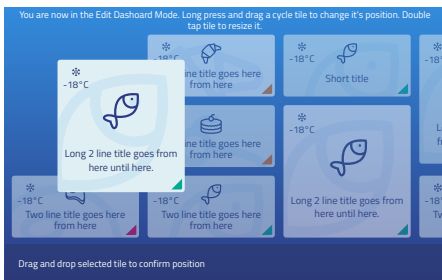 You are in the Edit Dashoard Mode. Long press and drag a cycle tile to change it's position. Double
tap tile to resize it.
-18°C
-18°C
-18°C
ine title goes here
from here
Short title
-18°C
Long 2 line title goes from
here until here.
ine title goes here
from here
-18°C
Long 2 line title goes from
here until here.
-18°C
Two line title goes here
from here
-18°C
Two line title goes here
from here
-18°C
Drag and drop selected tile to confirm position